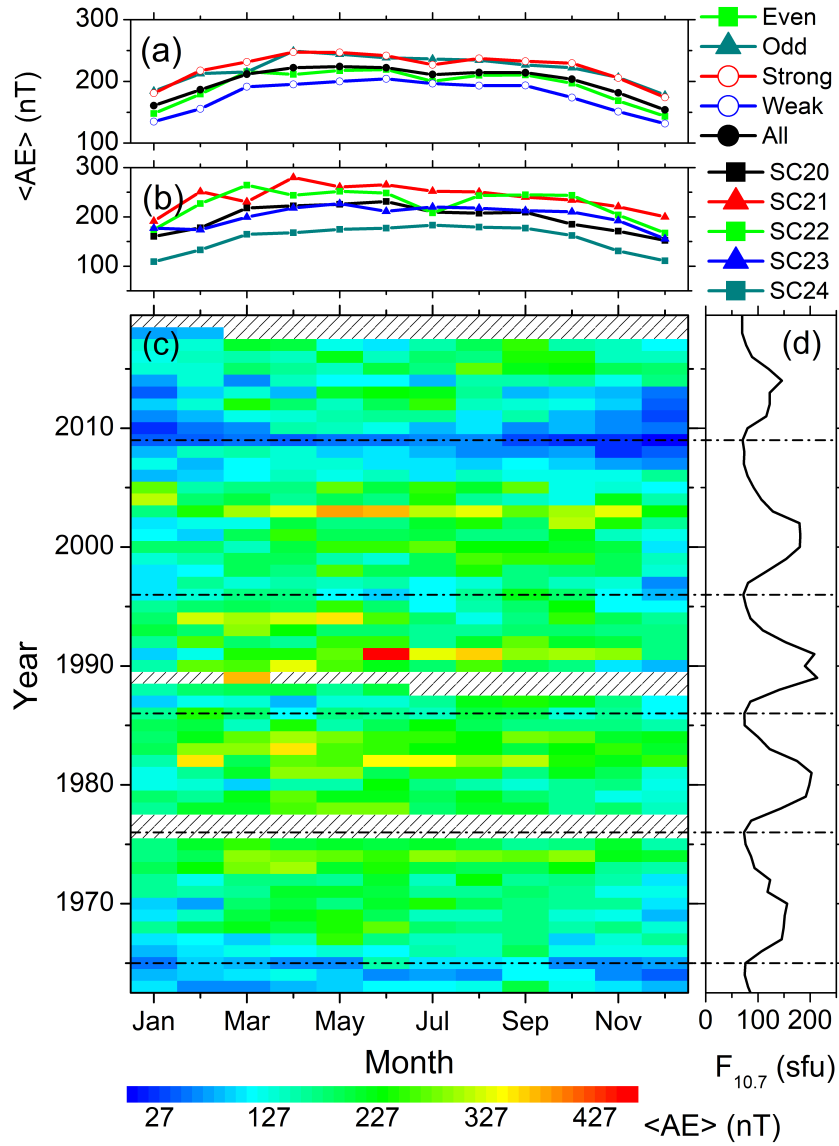 300
200
100
(a)
Even
Odd
Strong
Weak
All
<AE> (nT)
300
200
100
(b)
SC20
SC21
SC22
SC23
SC24
(c)
(d)
2010
2000
1990
1980
1970
Year
Jan Mar May Jul Sep Nov
Month
0 100 200
F10.7 (sfu)
27 127 227 327 427
<AE> (nT)